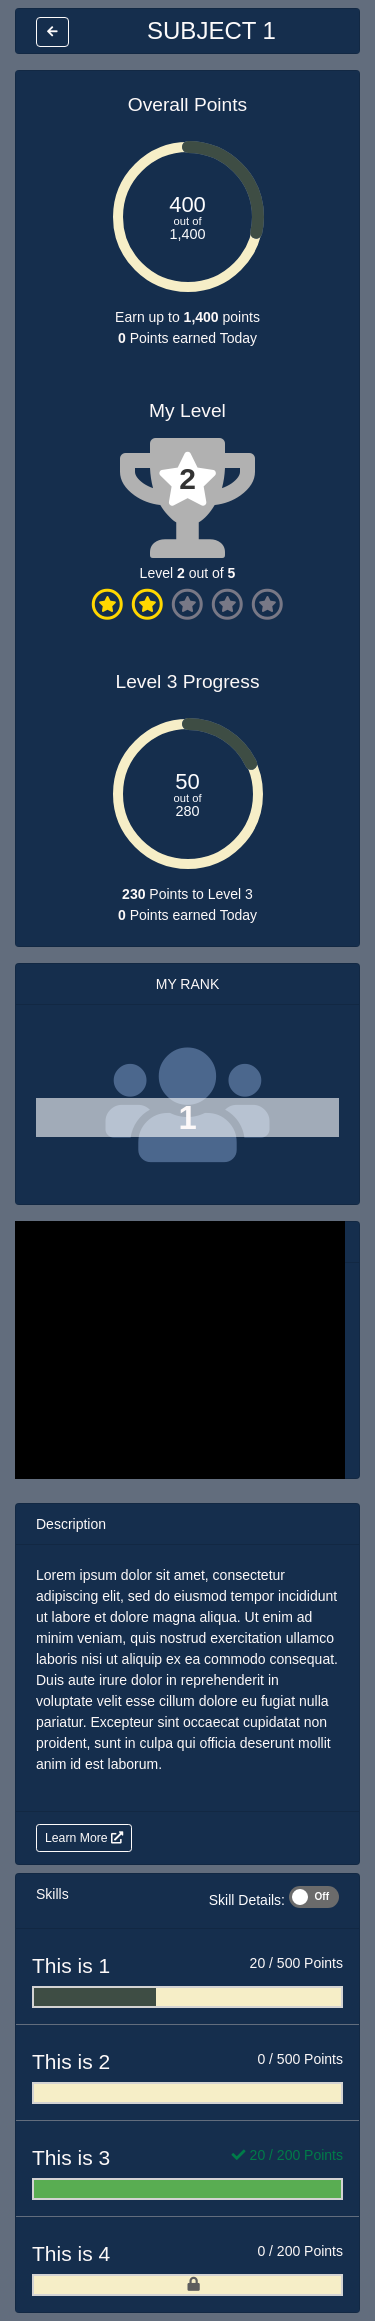 SUBJECT 1
Overall Points
400
out of
1,400
Earn up to 1,400 points
0 Points earned Today
My Level
2
Level 2 out of 5
Level 3 Progress
50
out of
280
230 Points to Level 3
0 Points earned Today
MY RANK
1
Description
Lorem ipsum dolor sit amet, consectetur
adipiscing elit, sed do eiusmod tempor incididunt
ut labore et dolore magna aliqua. Ut enim ad
minim veniam, quis nostrud exercitation ullamco
laboris nisi ut aliquip ex ea commodo consequat.
Duis aute irure dolor in reprehenderit in
voluptate velit esse cillum dolore eu fugiat nulla
pariatur. Excepteur sint occaecat cupidatat non
proident, sunt in culpa qui officia deserunt mollit
anim id est laborum.
Learn More
Skills
Skill Details: Off
This is 1
20 / 500 Points
This is 2
0 / 500 Points
This is 3
20 / 200 Points
This is 4
0 / 200 Points